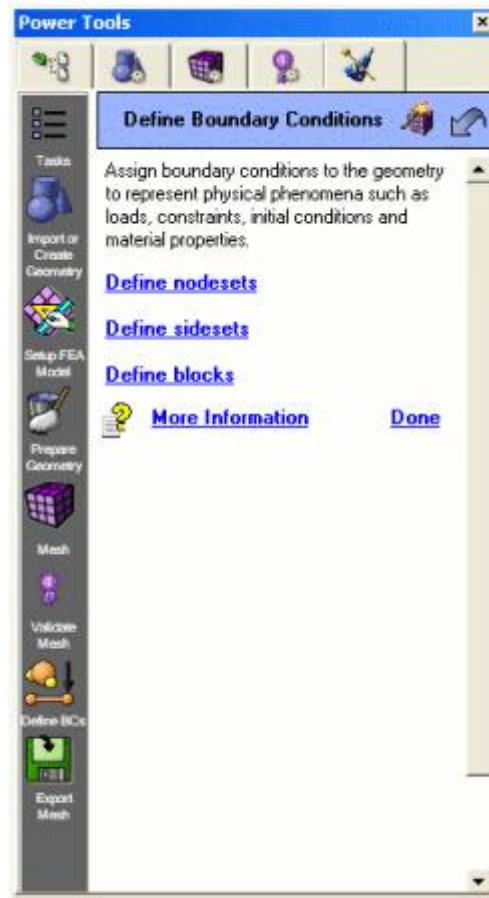 Power Tools
Define Boundary Conditions
Tasks
Import or
Create
Geometry
Setup FEA
Model
Prepare
Geometry
Mesh
Validate
Mesh
Define BCs
Export
Mesh
Assign boundary conditions to the geometry
to represent physical phenomena such as
loads, constraints, initial conditions and
material properties.
Define nodesets
Define sidesets
Define blocks
More Information
Done